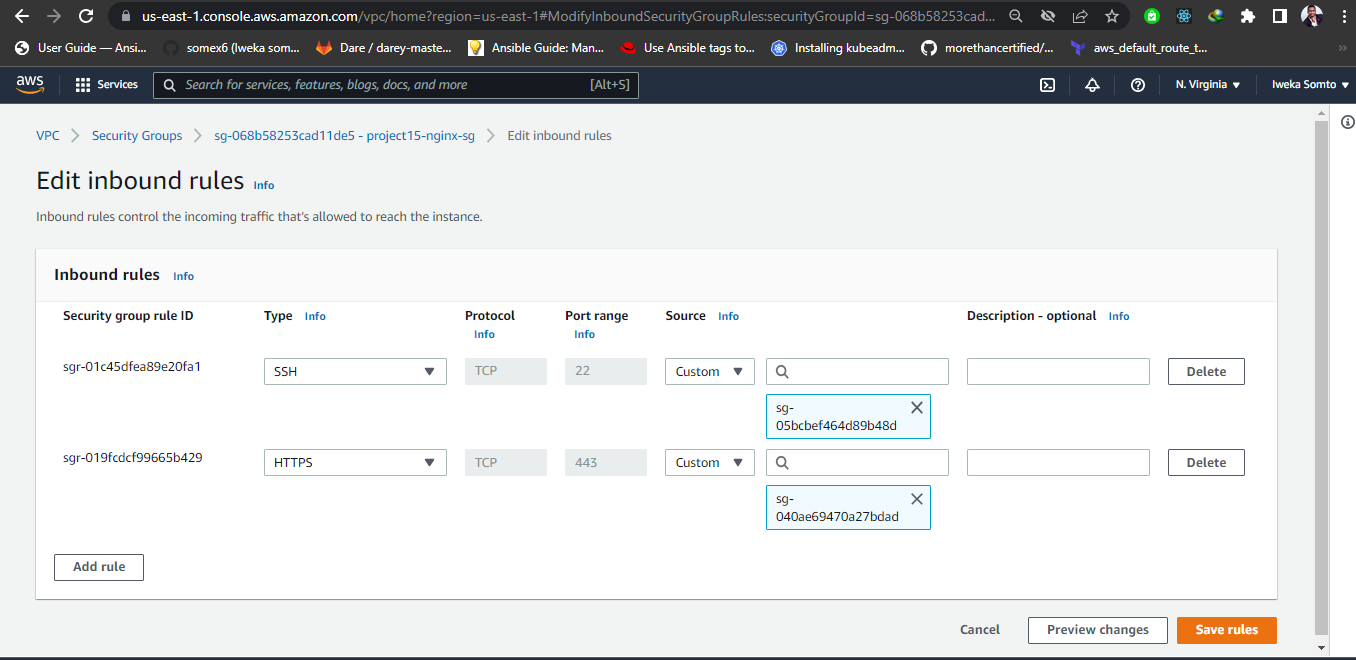 us-east-1.console.aws.amazon.com/vpc/home?region=us-east-1#ModifyInboundSecurityGroupRules:securityGroupId=sg-068b58253cad...
User Guide — Ansi...
somex6 (Iweka som...
Dare / darey-maste...
Ansible Guide: Man...
Use Ansible tags to...
Installing kubeadm...
morethancertified/...
aws_default_route_t...
aws
Services
Search for services, features, blogs, docs, and more
[Alt+S]
N. Virginia
Iweka Somto
VPC
Security Groups
sg-068b58253cad11de5 - project15-nginx-sg
Edit inbound rules
Edit inbound rules Info
Inbound rules control the incoming traffic that's allowed to reach the instance.
Inbound rules Info
Security group rule ID
Type Info
Protocol
Info
Port range
Info
Source Info
Description - optional Info
sgr-01c45dfea89e20fa1
SSH
TCP
22
Custom
Delete
sg-
05bcbef464d89b48d
sgr-019fcdcf99665b429
HTTPS
TCP
443
Custom
Delete
sg-
040ae69470a27bdad
Add rule
Cancel
Preview changes
Save rules